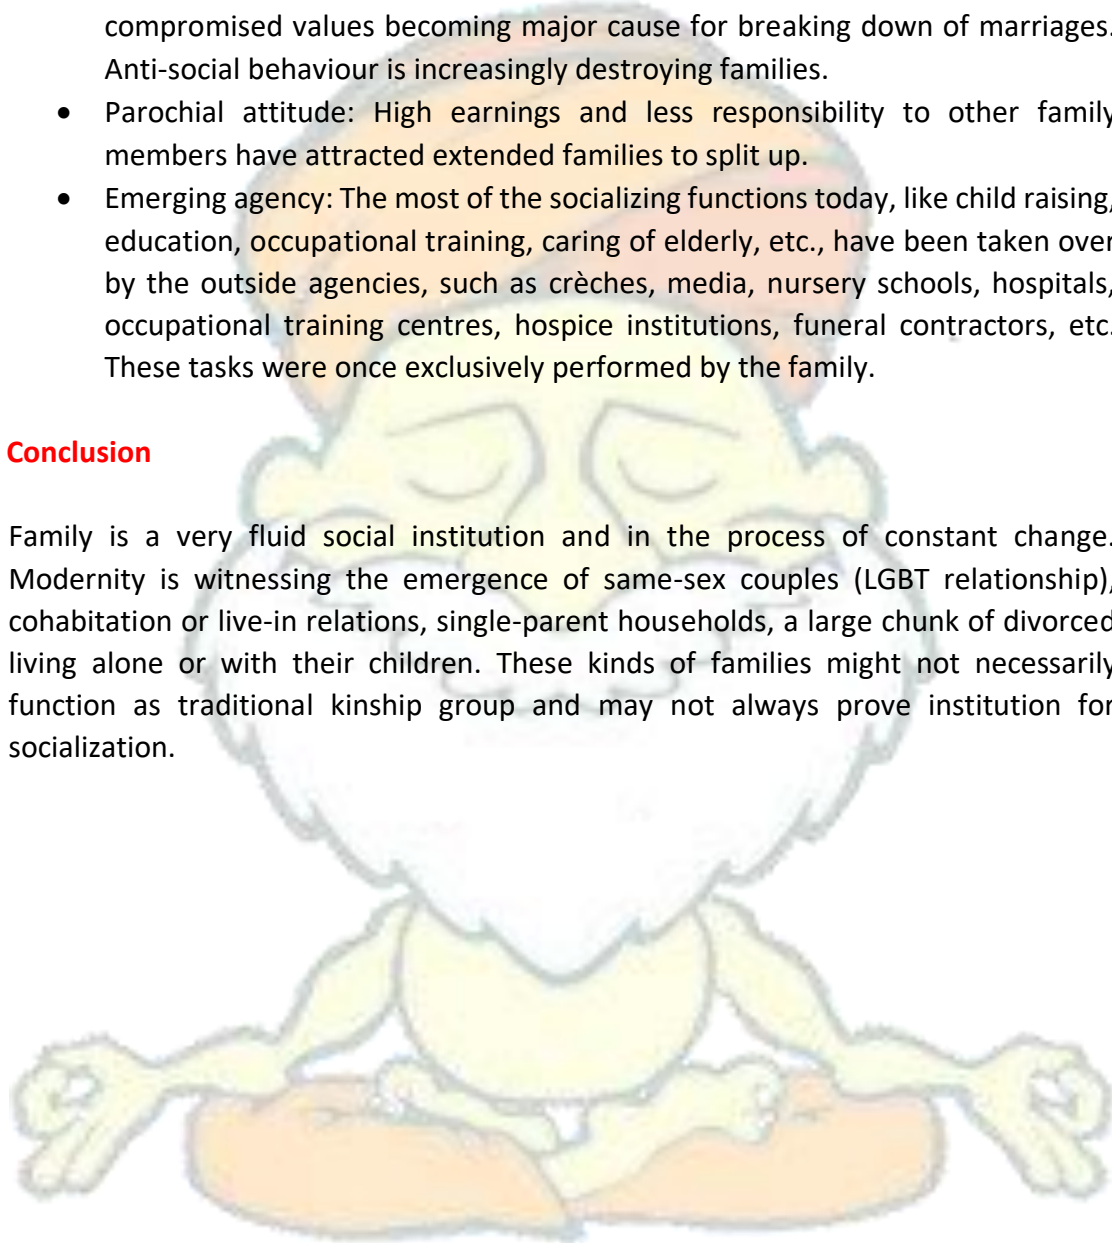 compromised values becoming major cause for breaking down of marriages.
Anti-social behaviour is increasingly destroying families.
• Parochial attitude: High earnings and less responsibility to other family
members have attracted extended families to split up.
• Emerging agency: The most of the socializing functions today, like child raising,
education, occupational training, caring of elderly, etc., have been taken over
by the outside agencies, such as crèches, media, nursery schools, hospitals,
occupational training centres, hospice institutions, funeral contractors, etc.
These tasks were once exclusively performed by the family.
Conclusion
Family is a very fluid social institution and in the process of constant change.
Modernity is witnessing the emergence of same-sex couples (LGBT relationship),
cohabitation or live-in relations, single-parent households, a large chunk of divorced
living alone or with their children. These kinds of families might not necessarily
function as traditional kinship group and may not always prove institution for
socialization.